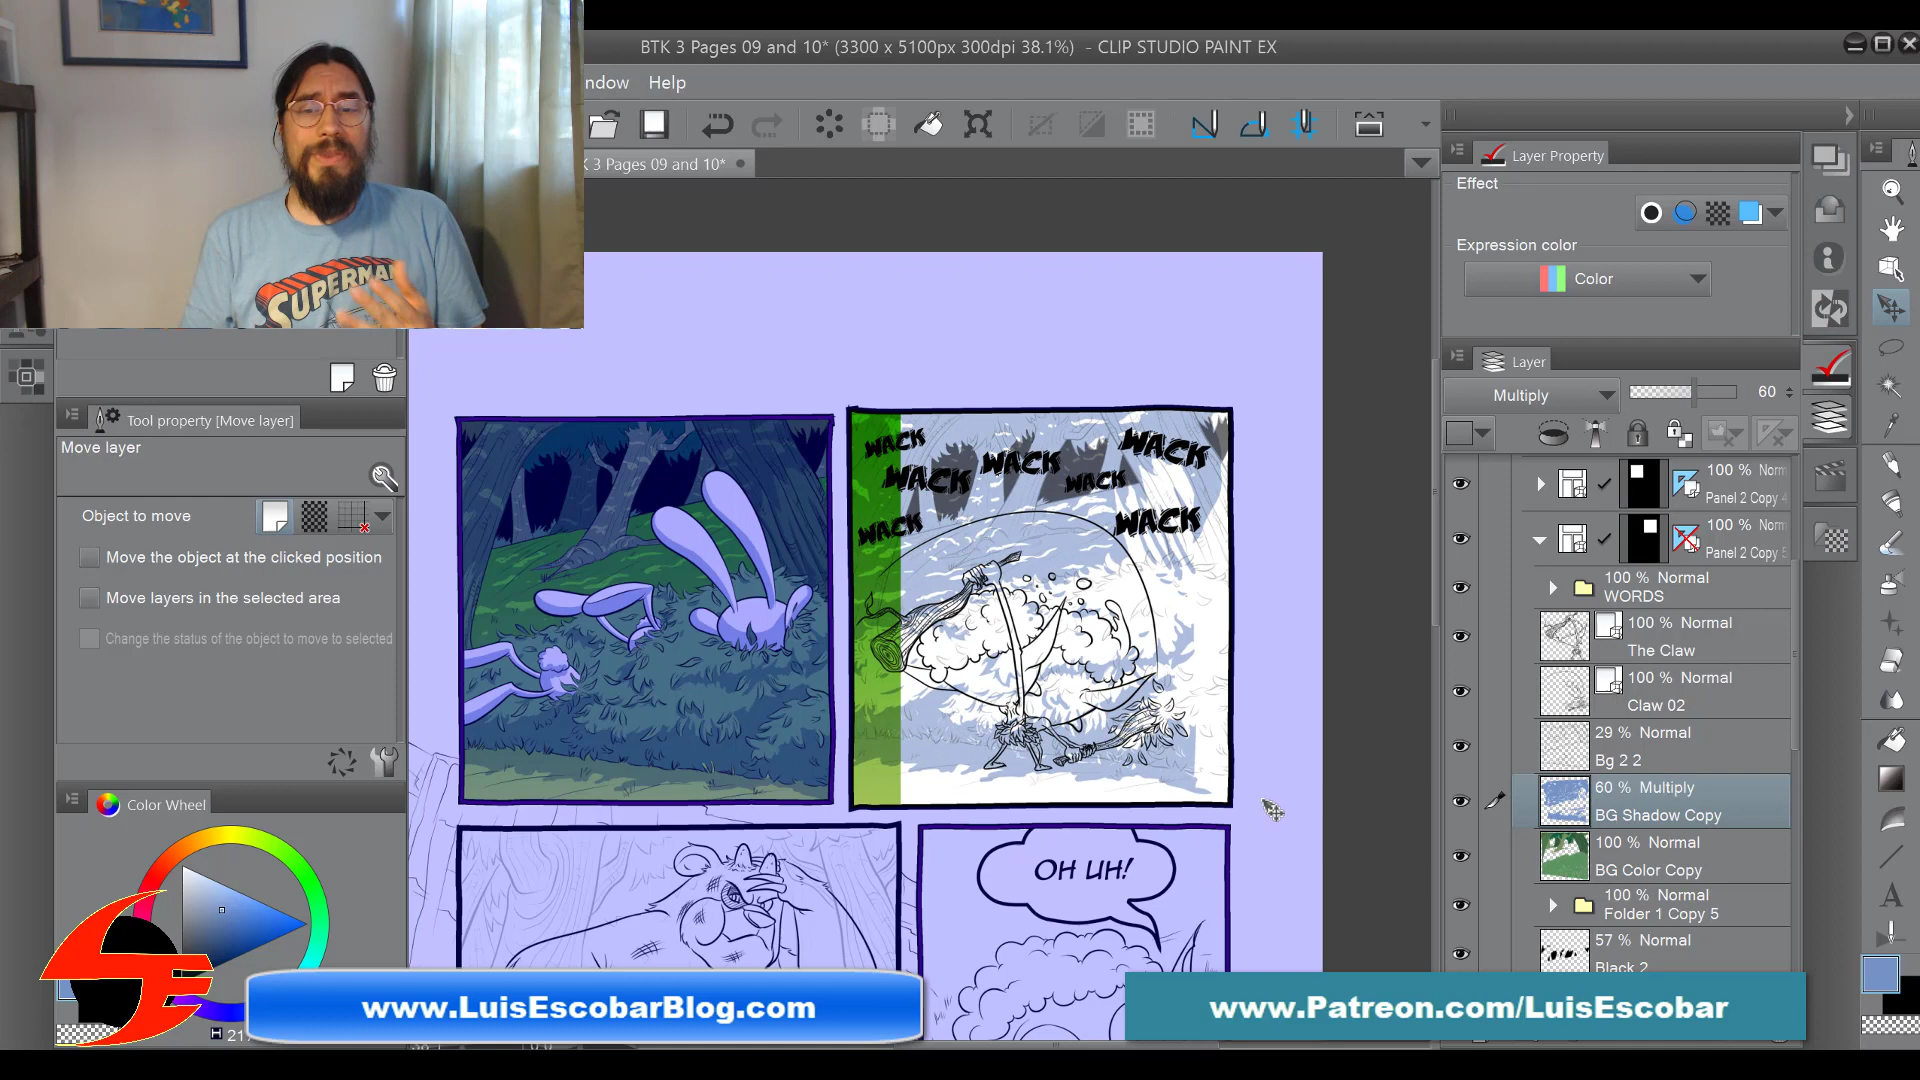 BTK 3 Pages 09 and 10* (3300 x 5100px 300dpi 38.1%) - CLIP STUDIO PAINT EX
ndow Help
K 3 Pages 09 and 10*
SUPERMAN
Tool property [Move layer]
Move layer
Object to move
Move the object at the clicked position
Move layers in the selected area
Change the status of the object to move to selected
Color Wheel
WACK
WACK
WACK
WACK
WACK
WACK
WACK
OH UH!
Layer Property
Effect
Expression color
Color
Layer
Multiply 60
100 % Norm
Panel 2 Copy 4
100 % Norm
Panel 2 Copy 5
100 % Normal
WORDS
100 % Normal
The Claw
100 % Normal
Claw 02
29 % Normal
Bg 2 2
60 % Multiply
BG Shadow Copy
100 % Normal
BG Color Copy
100 % Normal
Folder 1 Copy 5
57 % Normal
Black 2
A
H 21
www.LuisEscobarBlog.com
www.Patreon.com/LuisEscobar